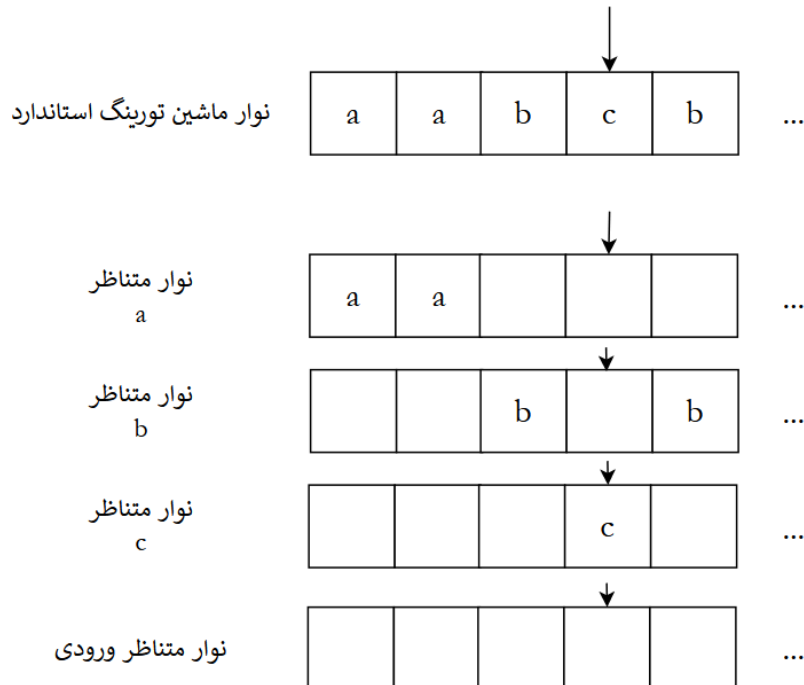 نوار ماشین تورینگ استاندارد
a a b c b ...
نوار متناظر
a
a a ...
نوار متناظر
b
b b ...
نوار متناظر
c
c ...
نوار متناظر ورودی
...